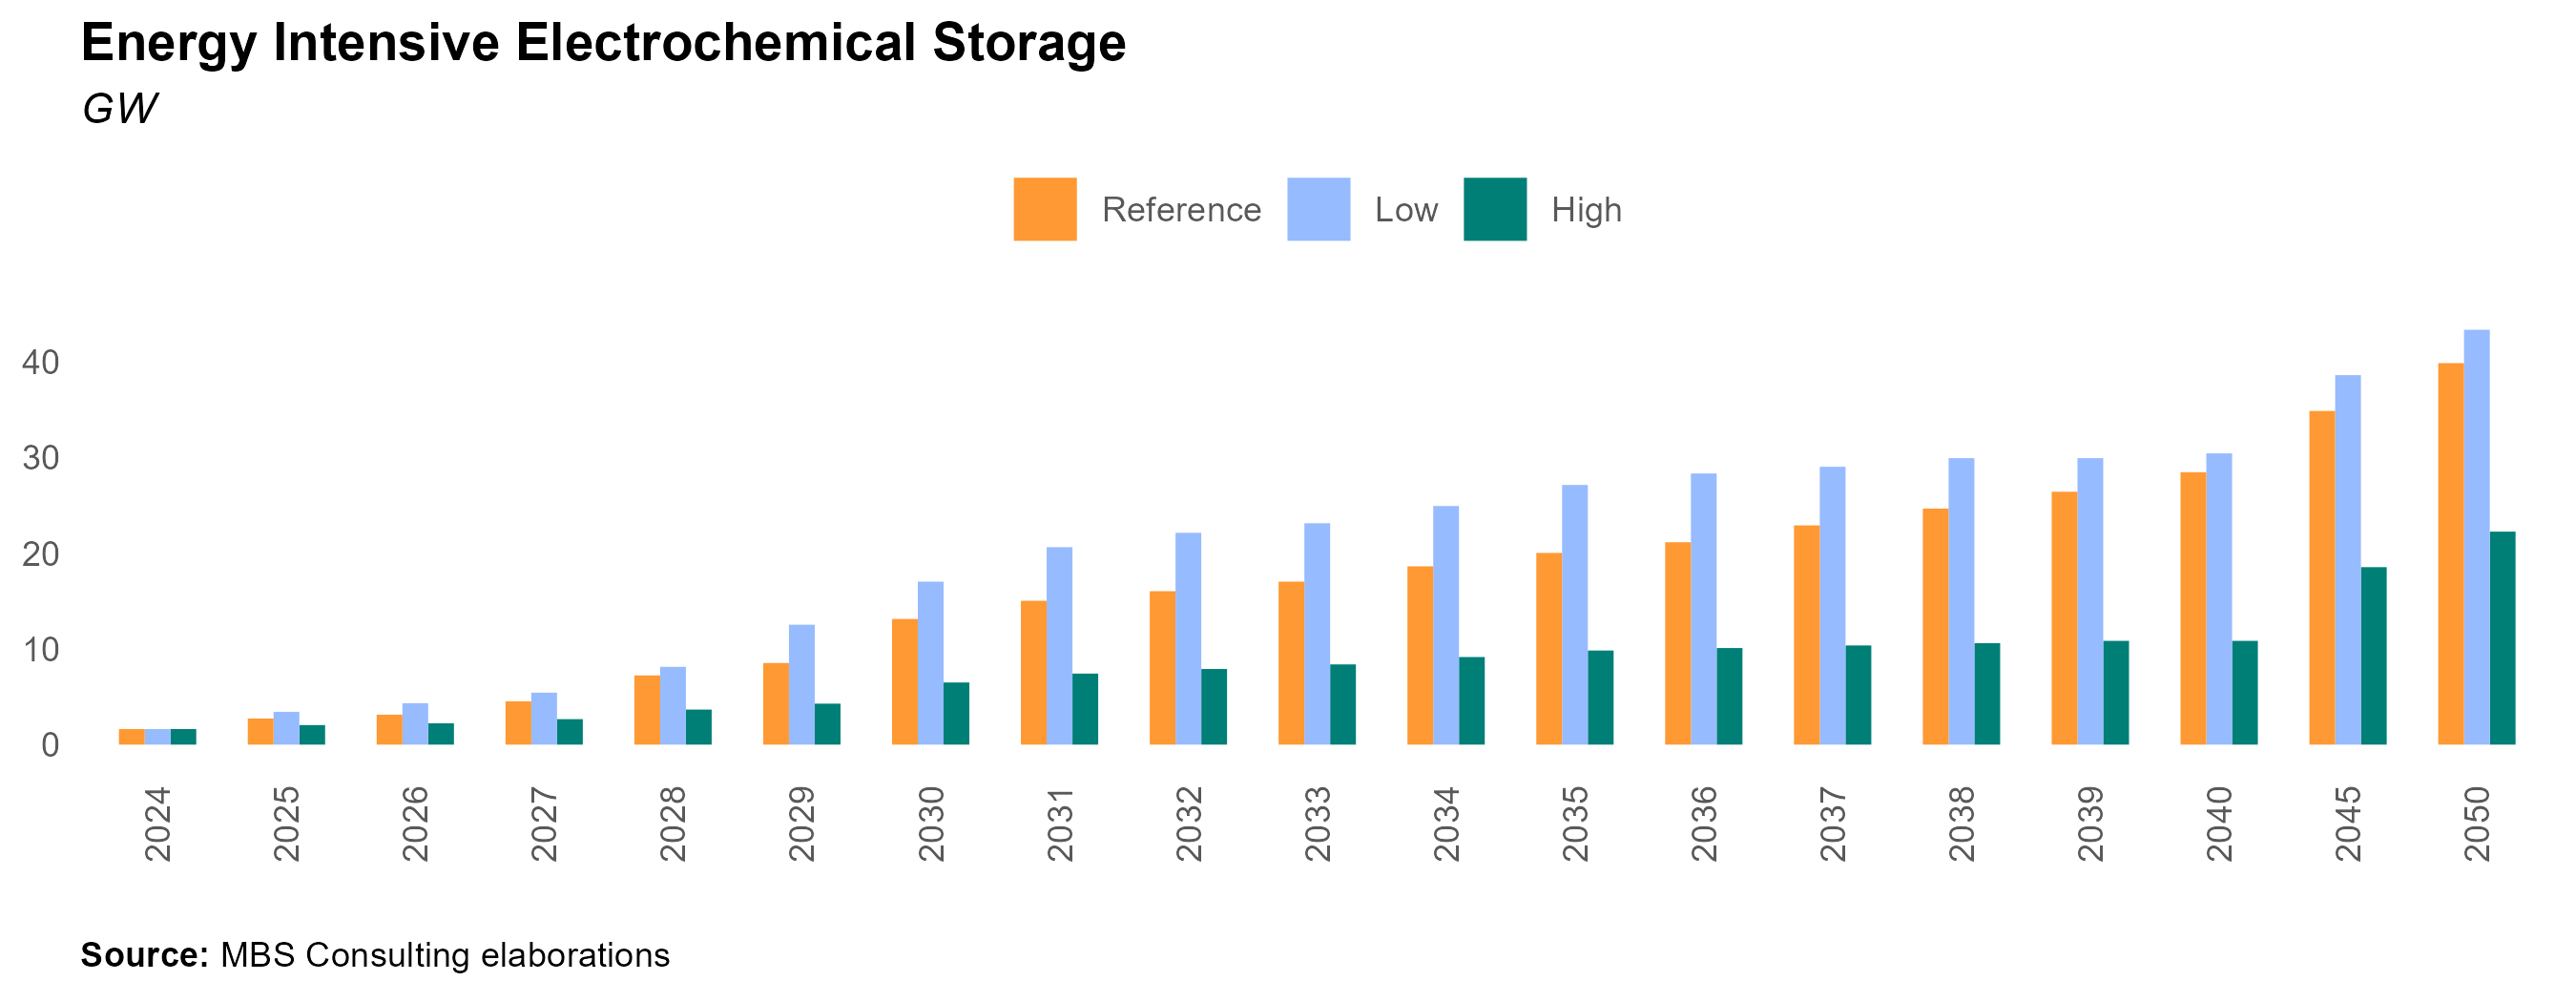 Energy Intensive Electrochemical Storage
GW
Reference Low High
40
30
20
10
0
2024 2025 2026 2027 2028 2029 2030 2031 2032 2033 2034 2035 2036 2037 2038 2039 2040 2045 2050
Source: MBS Consulting elaborations